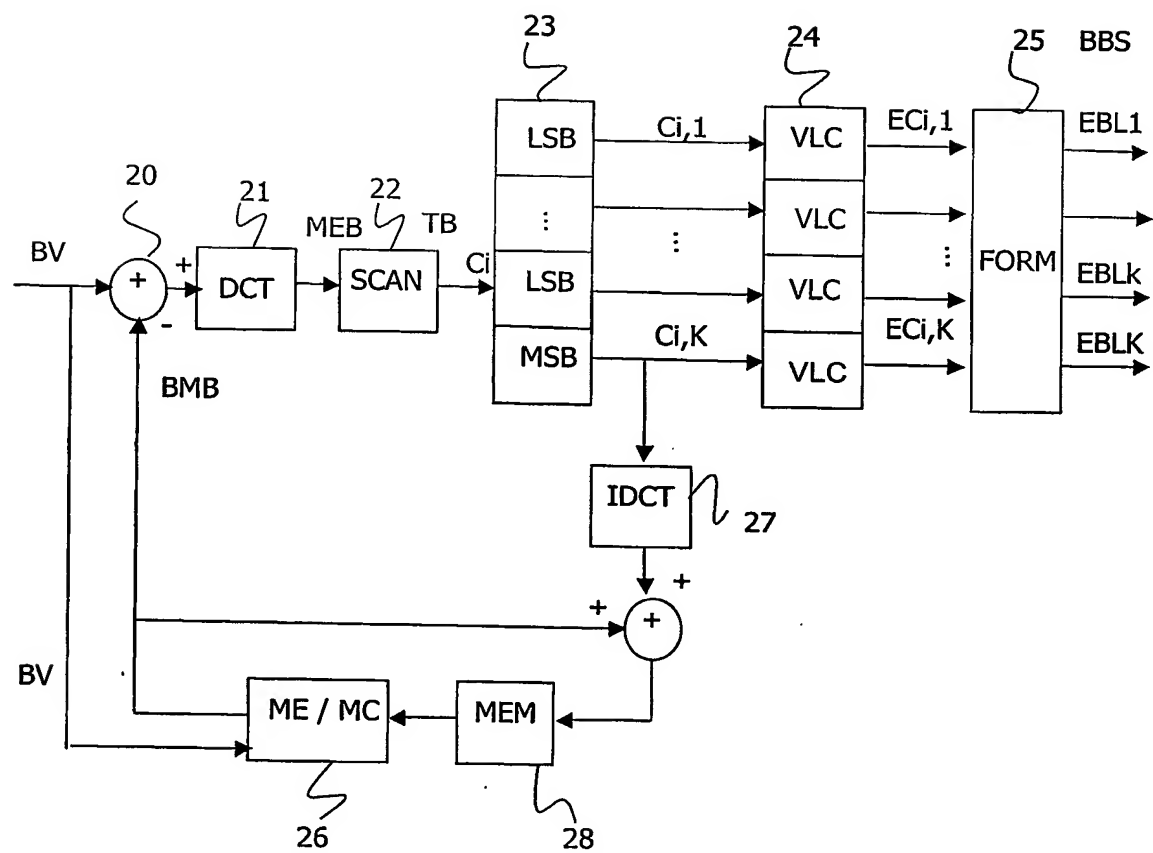 23
24
25
BBS
LSB
Ci,1
VLC
ECi,1
EBL1
20
21
22
MEB
TB
...
...
VLC
...
FORM
BV
+
+
DCT
SCAN
Ci
LSB
VLC
EBLk
-
MSB
Ci,K
VLC
ECi,K
EBLK
BMB
IDCT
27
+
+
+
BV
ME / MC
MEM
26
28